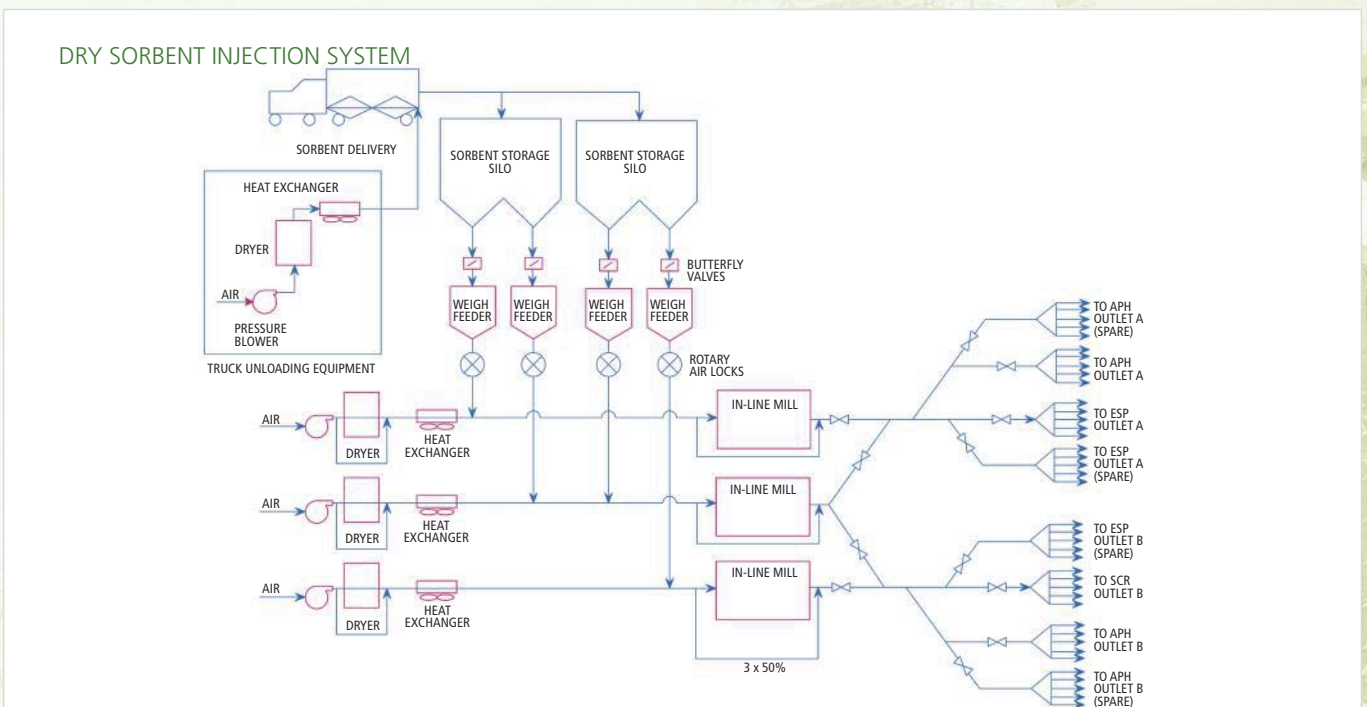 DRY SORBENT INJECTION SYSTEM
SORBENT DELIVERY
SORBENT STORAGE
SILO
SORBENT STORAGE
SILO
HEAT EXCHANGER
DRYER
AIR
PRESSURE
BLOWER
TRUCK UNLOADING EQUIPMENT
BUTTERFLY
VALVES
WEIGH
FEEDER
WEIGH
FEEDER
WEIGH
FEEDER
WEIGH
FEEDER
ROTARY
AIR LOCKS
AIR
DRYER
HEAT
EXCHANGER
IN-LINE MILL
AIR
DRYER
HEAT
EXCHANGER
IN-LINE MILL
AIR
DRYER
HEAT
EXCHANGER
IN-LINE MILL
3 x 50%
TO APH
OUTLET A
(SPARE)
TO APH
OUTLET A
TO ESP
OUTLET A
TO ESP
OUTLET A
(SPARE)
TO ESP
OUTLET B
(SPARE)
TO SCR
OUTLET B
TO APH
OUTLET B
TO APH
OUTLET B
(SPARE)